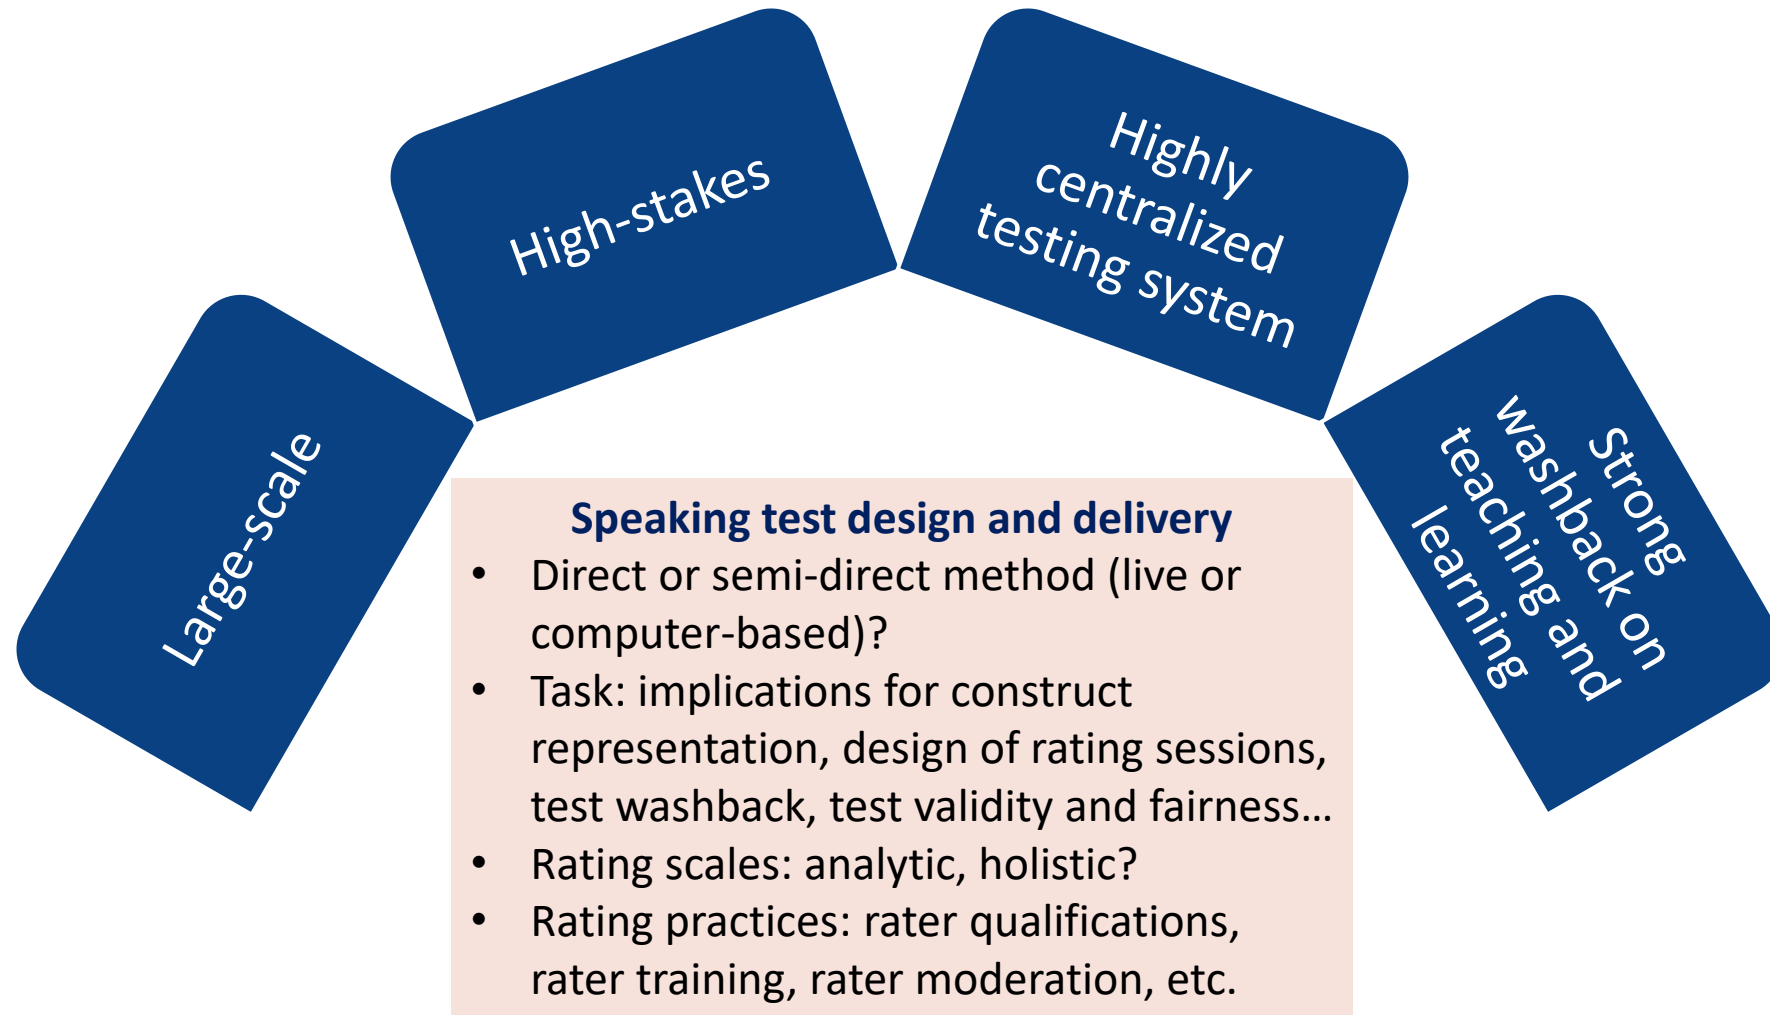 Large-scale
High-stakes
Highly
centralized
testing system
Strong
washback on
teaching and
learning
Speaking test design and delivery
• Direct or semi-direct method (live or
computer-based)?
• Task: implications for construct
representation, design of rating sessions,
test washback, test validity and fairness…
• Rating scales: analytic, holistic?
• Rating practices: rater qualifications,
rater training, rater moderation, etc.